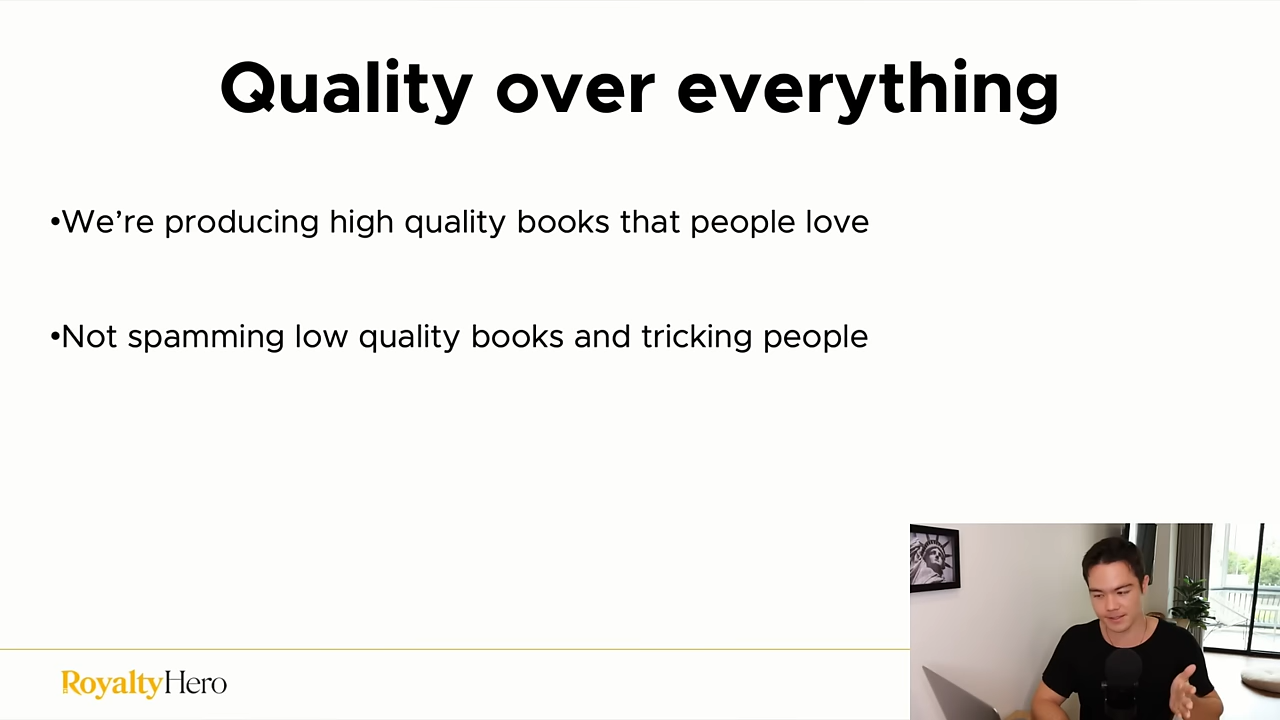 Quality over everything
•We’re producing high quality books that people love
•Not spamming low quality books and tricking people
RoyaltyHero